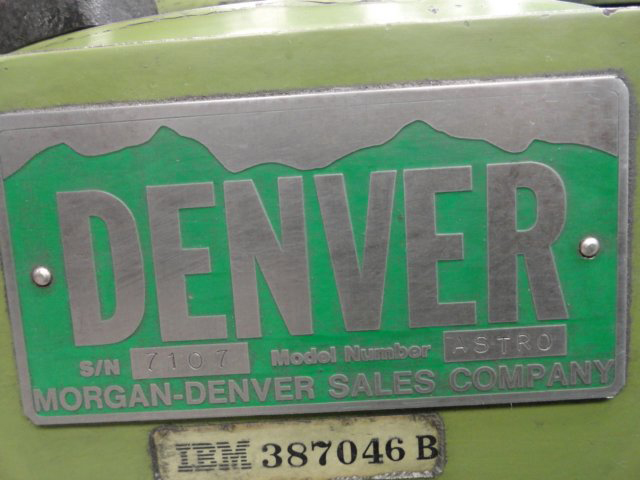 DENVER
S/N 7107 Model Number ASTRO
MORGAN-DENVER SALES COMPANY
IBM 387046 B